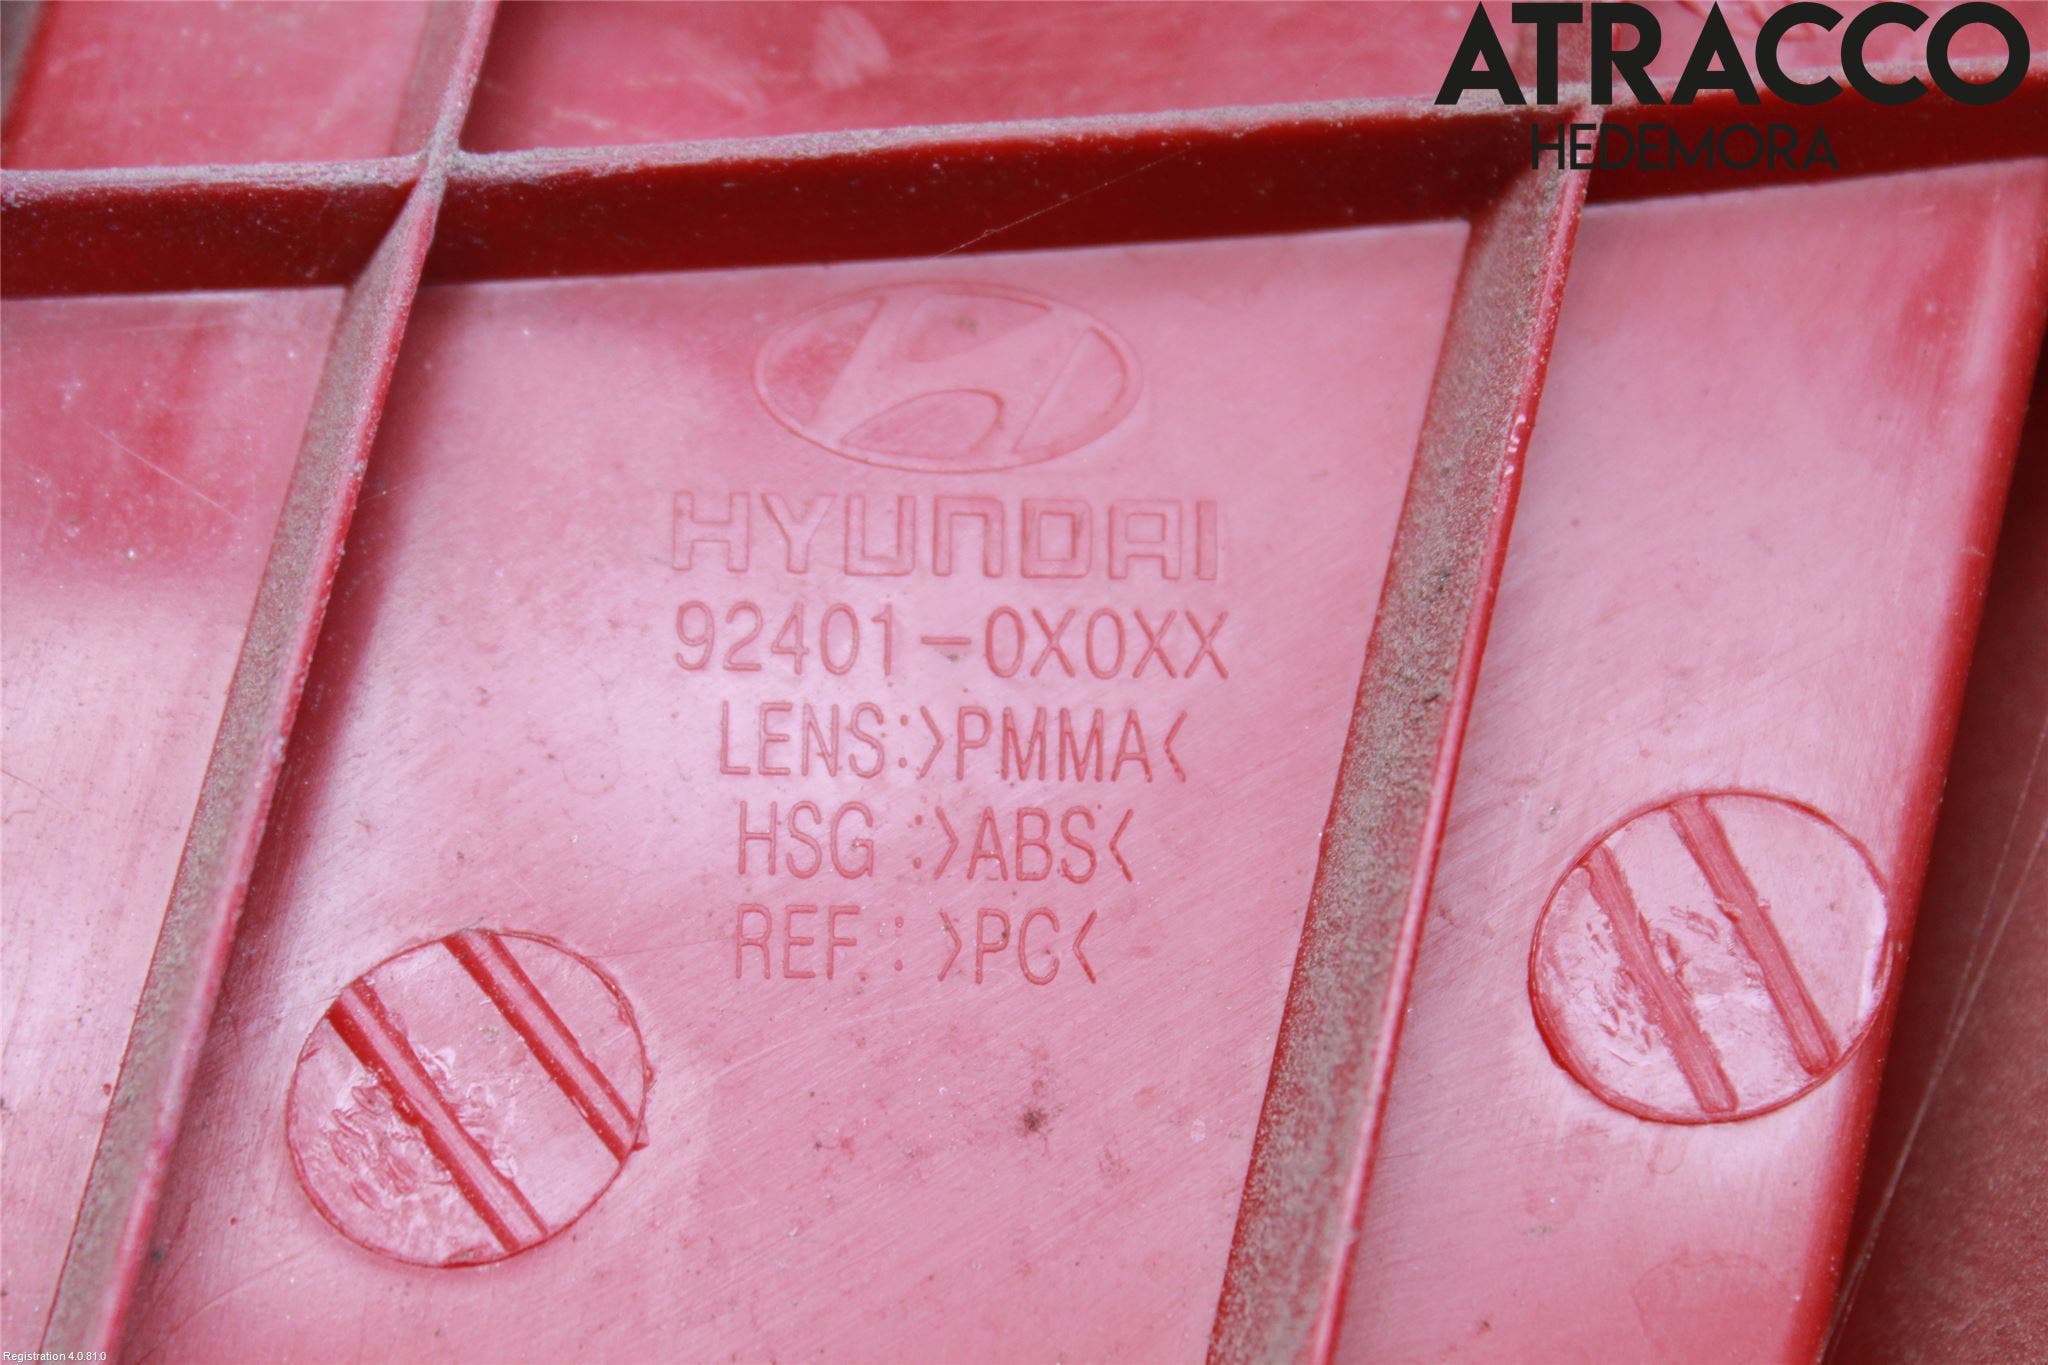 ATRACCO
HEDEMORA
HYUNDAI
92401-0X0XX
LENS:>PMMA<
HSG :>ABS<
REF : >PC<
Registration 4.0.81.0